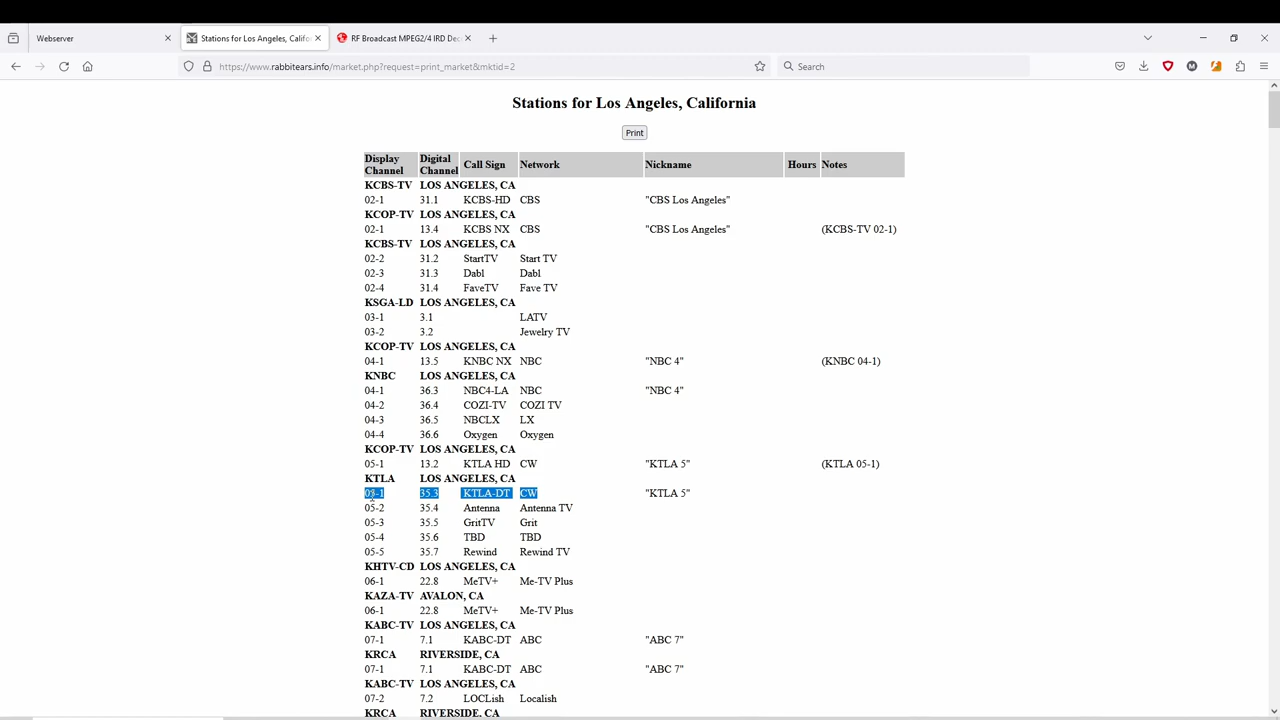 Webserver
Stations for Los Angeles, Califo
RF Broadcast MPEG2/4 IRD Dec
https://www.rabbitears.info/market.php?request=print_market&mktid=2
Search
Stations for Los Angeles, California
Print
Display Channel Digital Channel Call Sign Network Nickname Hours Notes
KCBS-TV LOS ANGELES, CA
02-1 31.1 KCBS-HD CBS "CBS Los Angeles"
KCOP-TV LOS ANGELES, CA
02-1 13.4 KCBS NX CBS "CBS Los Angeles" (KCBS-TV 02-1)
KCBS-TV LOS ANGELES, CA
02-2 31.2 StartTV Start TV
02-3 31.3 Dabl Dabl
02-4 31.4 FaveTV Fave TV
KSGA-LD LOS ANGELES, CA
03-1 3.1 LATV
03-2 3.2 Jewelry TV
KCOP-TV LOS ANGELES, CA
04-1 13.5 KNBC NX NBC "NBC 4" (KNBC 04-1)
KNBC LOS ANGELES, CA
04-1 36.3 NBC4-LA NBC "NBC 4"
04-2 36.4 COZI-TV COZI TV
04-3 36.5 NBCLX LX
04-4 36.6 Oxygen Oxygen
KCOP-TV LOS ANGELES, CA
05-1 13.2 KTLA HD CW "KTLA 5" (KTLA 05-1)
KTLA LOS ANGELES, CA
05-1 35.3 KTLA-DT CW "KTLA 5"
05-2 35.4 Antenna Antenna TV
05-3 35.5 GritTV Grit
05-4 35.6 TBD TBD
05-5 35.7 Rewind Rewind TV
KHTV-CD LOS ANGELES, CA
06-1 22.8 MeTV+ Me-TV Plus
KAZA-TV AVALON, CA
06-1 22.8 MeTV+ Me-TV Plus
KABC-TV LOS ANGELES, CA
07-1 7.1 KABC-DT ABC "ABC 7"
KRCA RIVERSIDE, CA
07-1 7.1 KABC-DT ABC "ABC 7"
KABC-TV LOS ANGELES, CA
07-2 7.2 LOCLish Localish
KRCA RIVERSIDE, CA